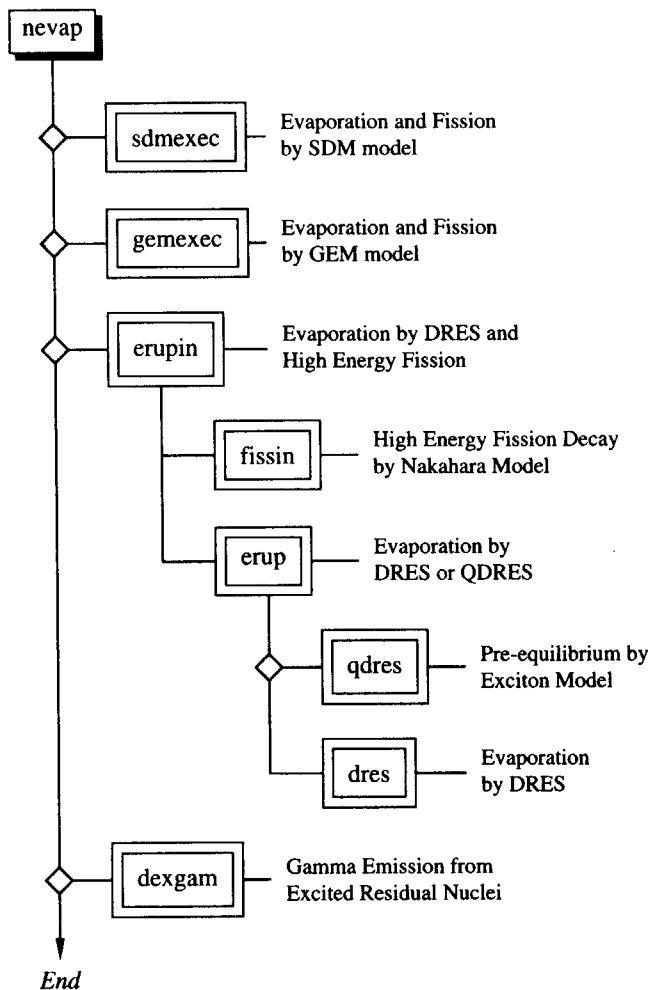 nevap
sdmexec
Evaporation and Fission
by SDM model
gemexec
Evaporation and Fission
by GEM model
erupin
Evaporation by DRES and
High Energy Fission
fissin
High Energy Fission Decay
by Nakahara Model
erup
Evaporation by
DRES or QDRES
qdres
Pre-equilibrium by
Exciton Model
dres
Evaporation
by DRES
dexgam
Gamma Emission from
Excited Residual Nuclei
End